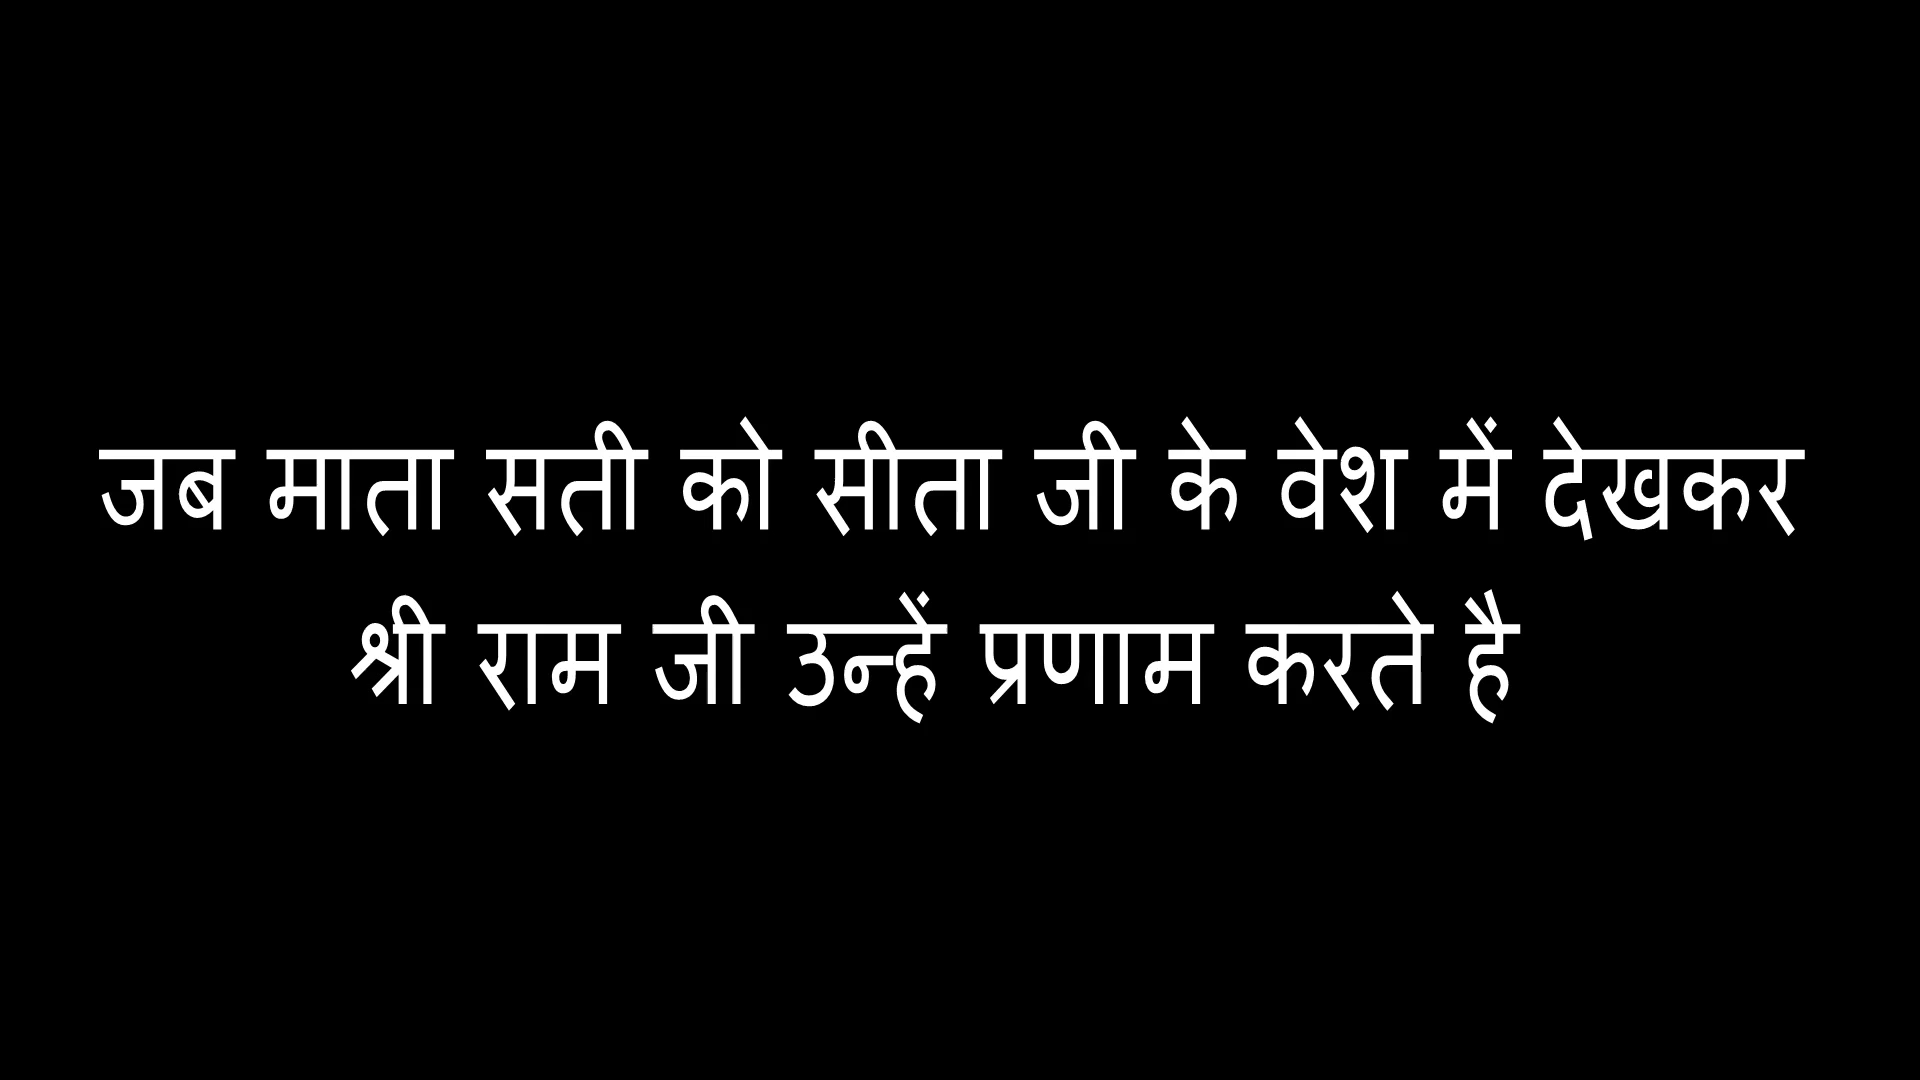 जब माता सती को सीता जी के वेश में देखकर
श्री राम जी उन्हें प्रणाम करते है